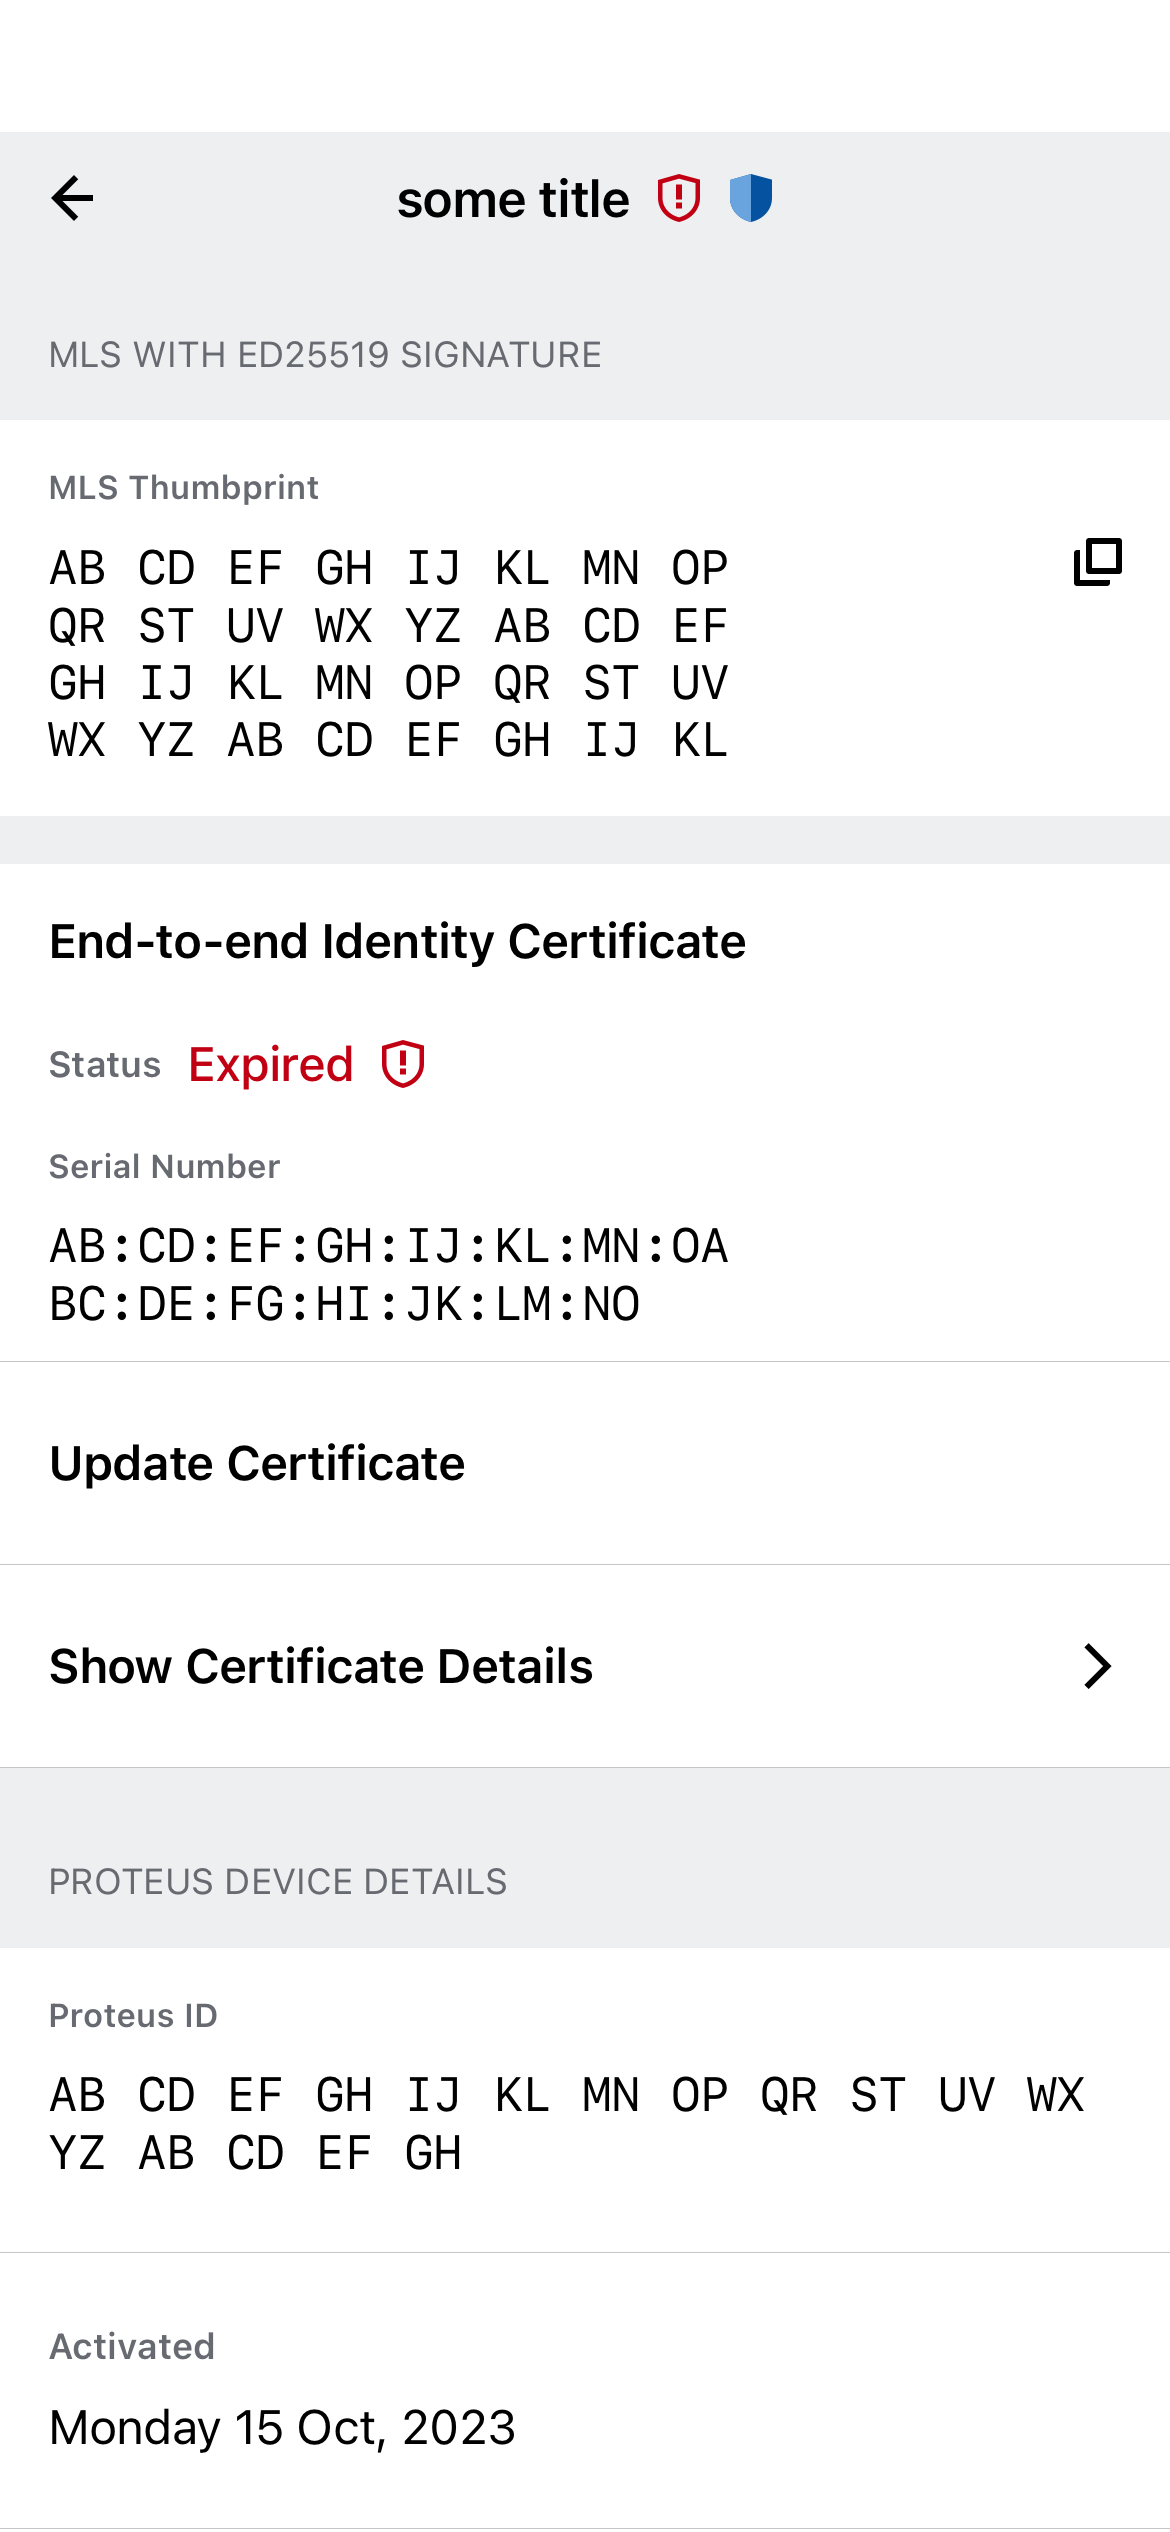 some title
MLS WITH ED25519 SIGNATURE
MLS Thumbprint
AB CD EF GH IJ KL MN OP
QR ST UV WX YZ AB CD EF
GH IJ KL MN OP QR ST UV
WX YZ AB CD EF GH IJ KL
End-to-end Identity Certificate
Status Expired
Serial Number
AB:CD:EF:GH:IJ:KL:MN:OA
BC:DE:FG:HI:JK:LM:NO
Update Certificate
Show Certificate Details
PROTEUS DEVICE DETAILS
Proteus ID
AB CD EF GH IJ KL MN OP QR ST UV WX
YZ AB CD EF GH
Activated
Monday 15 Oct, 2023